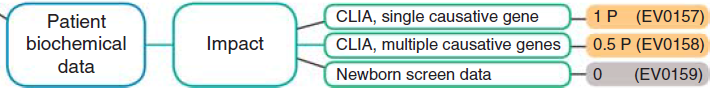 Patient
biochemical
data
Impact
CLIA, single causative gene
1 P (EV0157)
CLIA, multiple causative genes
0.5 P (EV0158)
Newborn screen data
0 (EV0159)